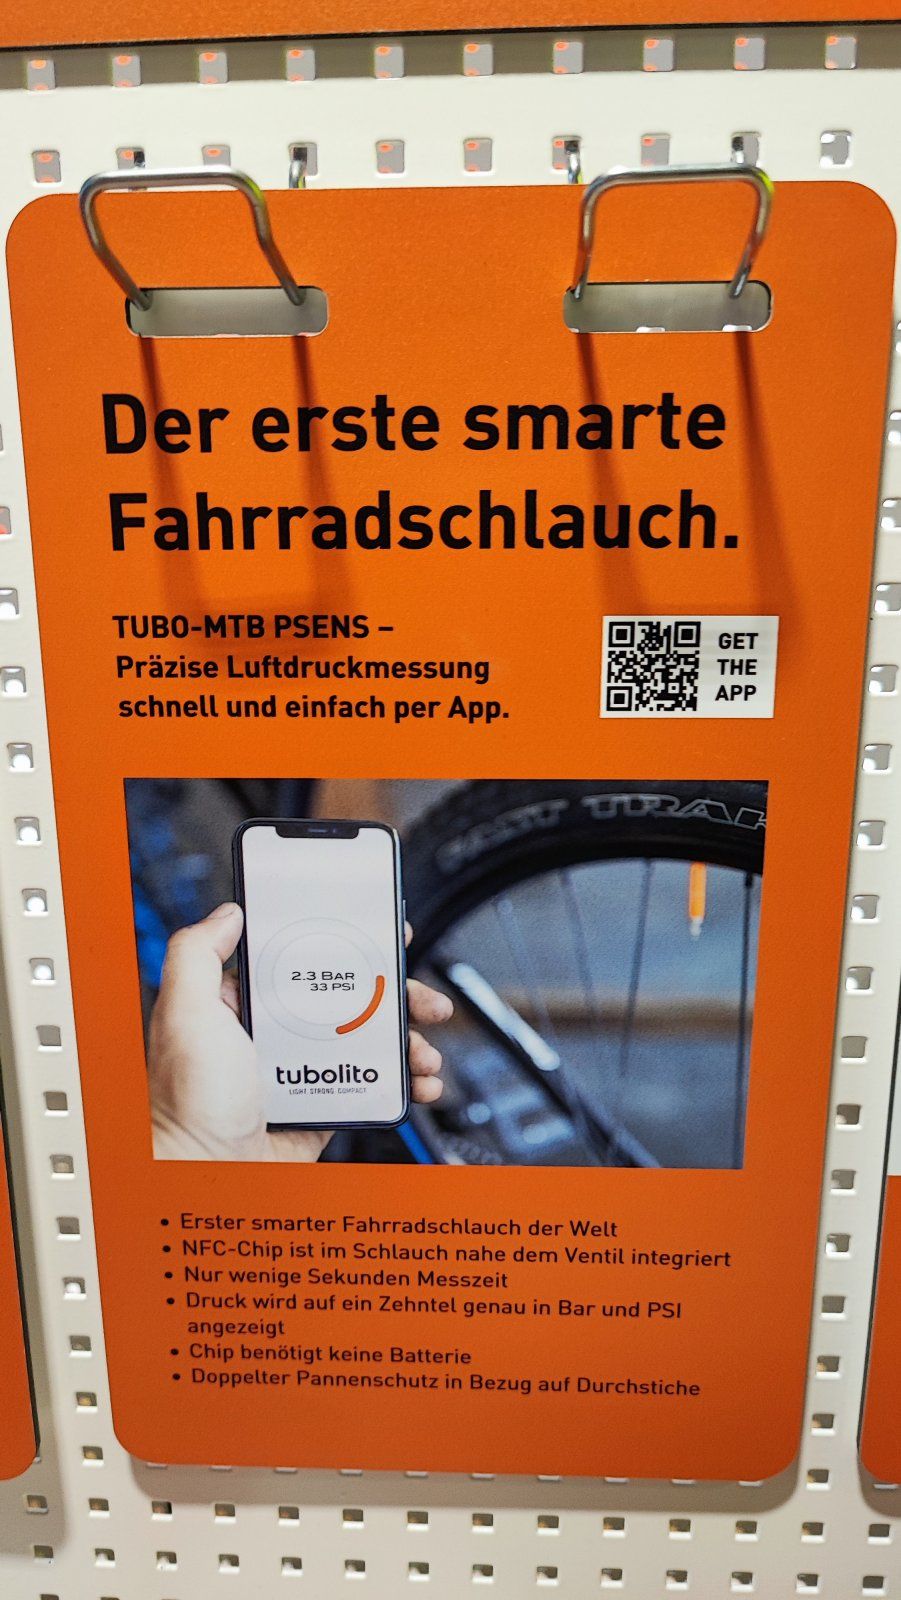 Der erste smarte
Fahrradschlauch.
TUBO-MTB PSENS –
Präzise Luftdruckmessung
schnell und einfach per App.
GET
THE
APP
FAST TRAK
2.3 BAR
33 PSI
tubolito
LIGHT STRONG COMPACT
• Erster smarter Fahrradschlauch der Welt
• NFC-Chip ist im Schlauch nahe dem Ventil integriert
• Nur wenige Sekunden Messzeit
• Druck wird auf ein Zehntel genau in Bar und PSI
angezeigt
• Chip benötigt keine Batterie
• Doppelter Pannenschutz in Bezug auf Durchstiche